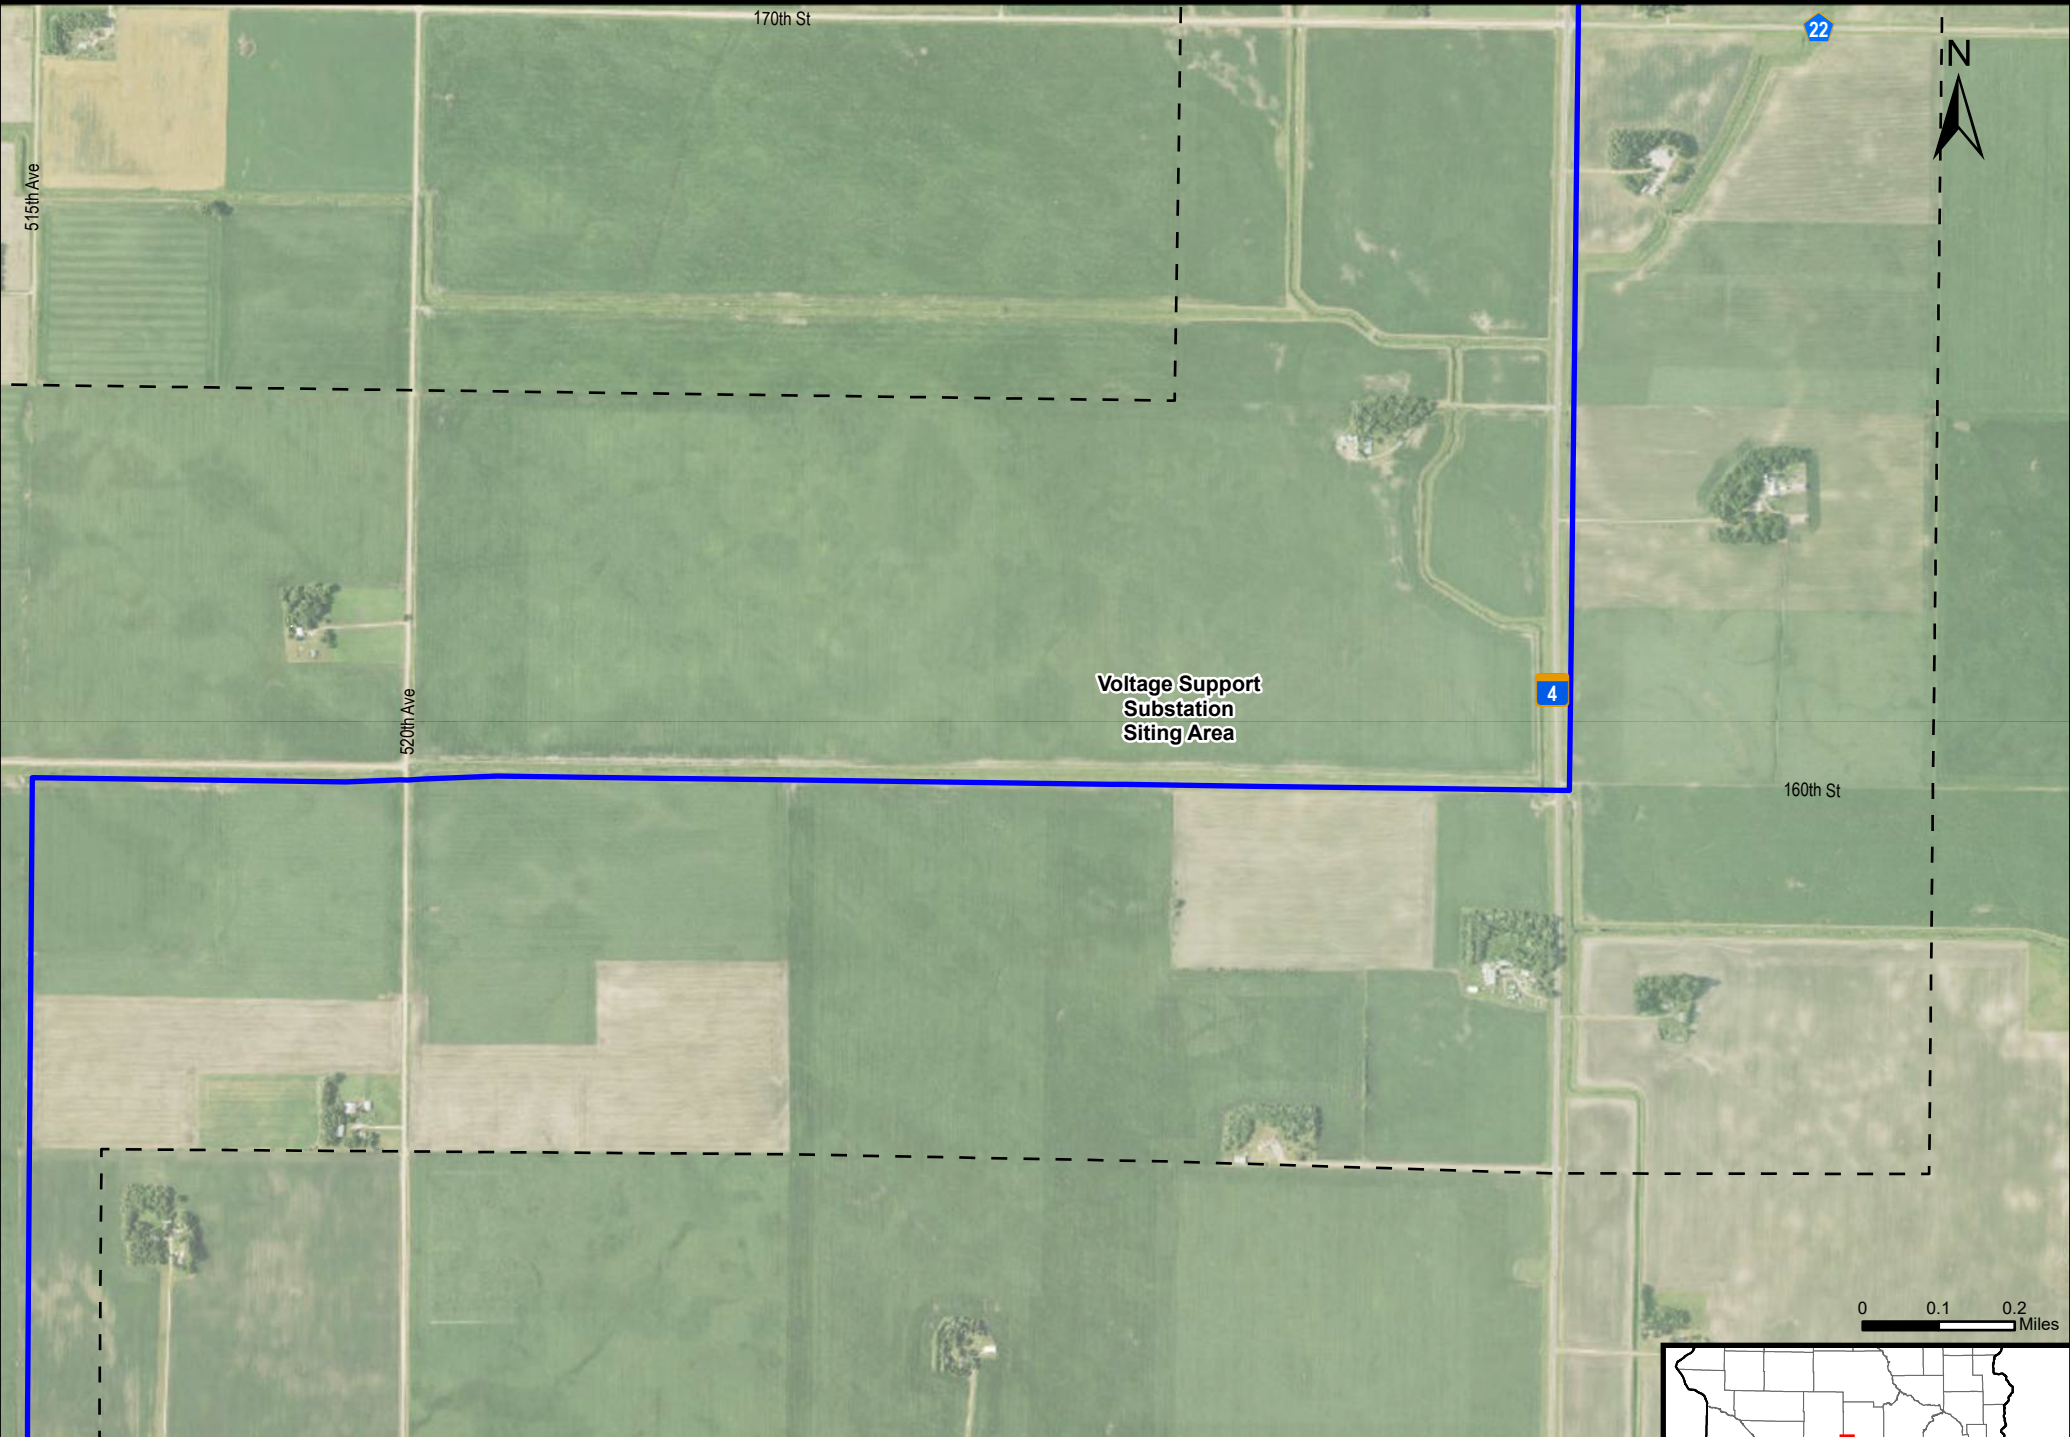 170th St
22
N
515th Ave
Voltage Support
Substation
Siting Area
4
520th Ave
160th St
0 0.1 0.2
Miles